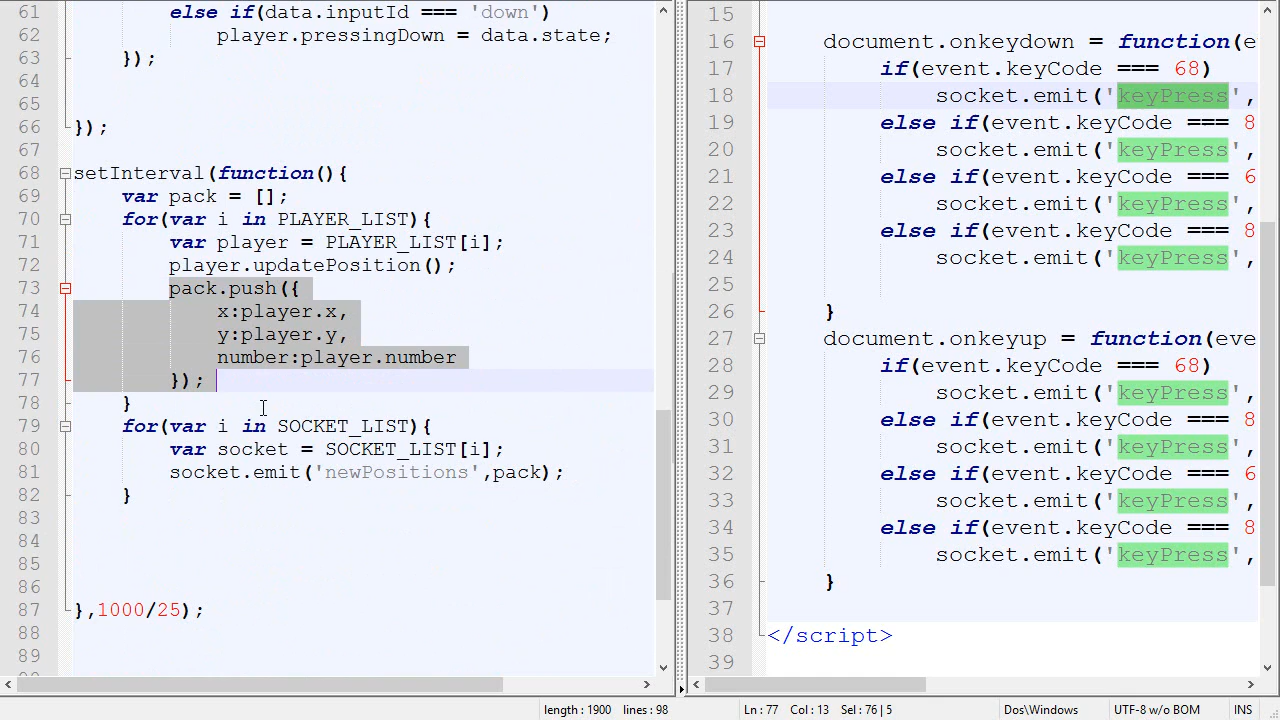 61 else if(data.inputId === 'down')
62 player.pressingDown = data.state;
63 });
64
65
66 });
67
68 setInterval(function(){
69 var pack = [];
70 for(var i in PLAYER_LIST){
71 var player = PLAYER_LIST[i];
72 player.updatePosition();
73 pack.push({
74 x:player.x,
75 y:player.y,
76 number:player.number
77 });
78 }
79 for(var i in SOCKET_LIST){
80 var socket = SOCKET_LIST[i];
81 socket.emit('newPositions',pack);
82 }
83
84
85
86
87 },1000/25);
88
89
15
16 document.onkeydown = function(e
17 if(event.keyCode === 68)
18 socket.emit('keyPress',
19 else if(event.keyCode === 8
20 socket.emit('keyPress',
21 else if(event.keyCode === 6
22 socket.emit('keyPress',
23 else if(event.keyCode === 8
24 socket.emit('keyPress',
25
26 }
27 document.onkeyup = function(eve
28 if(event.keyCode === 68)
29 socket.emit('keyPress',
30 else if(event.keyCode === 8
31 socket.emit('keyPress',
32 else if(event.keyCode === 6
33 socket.emit('keyPress',
34 else if(event.keyCode === 8
35 socket.emit('keyPress',
36 }
37
38 </script>
39
length : 1900 lines : 98 Ln : 77 Col : 13 Sel : 76 | 5 Dos\Windows UTF-8 w/o BOM INS